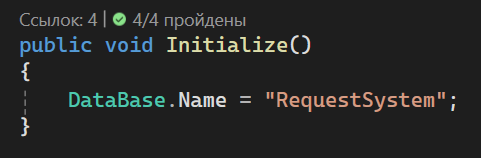 Ссылок: 4 | 4/4 пройдены
public void Initialize()
{
DataBase.Name = "RequestSystem";
}